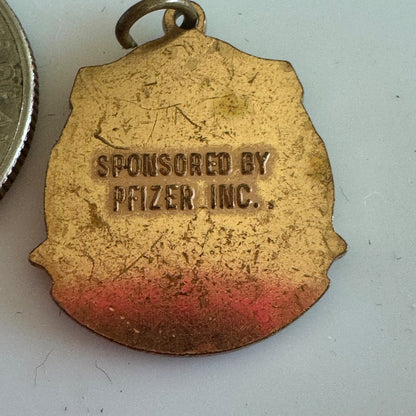 SPONSORED BY
PFIZER INC.